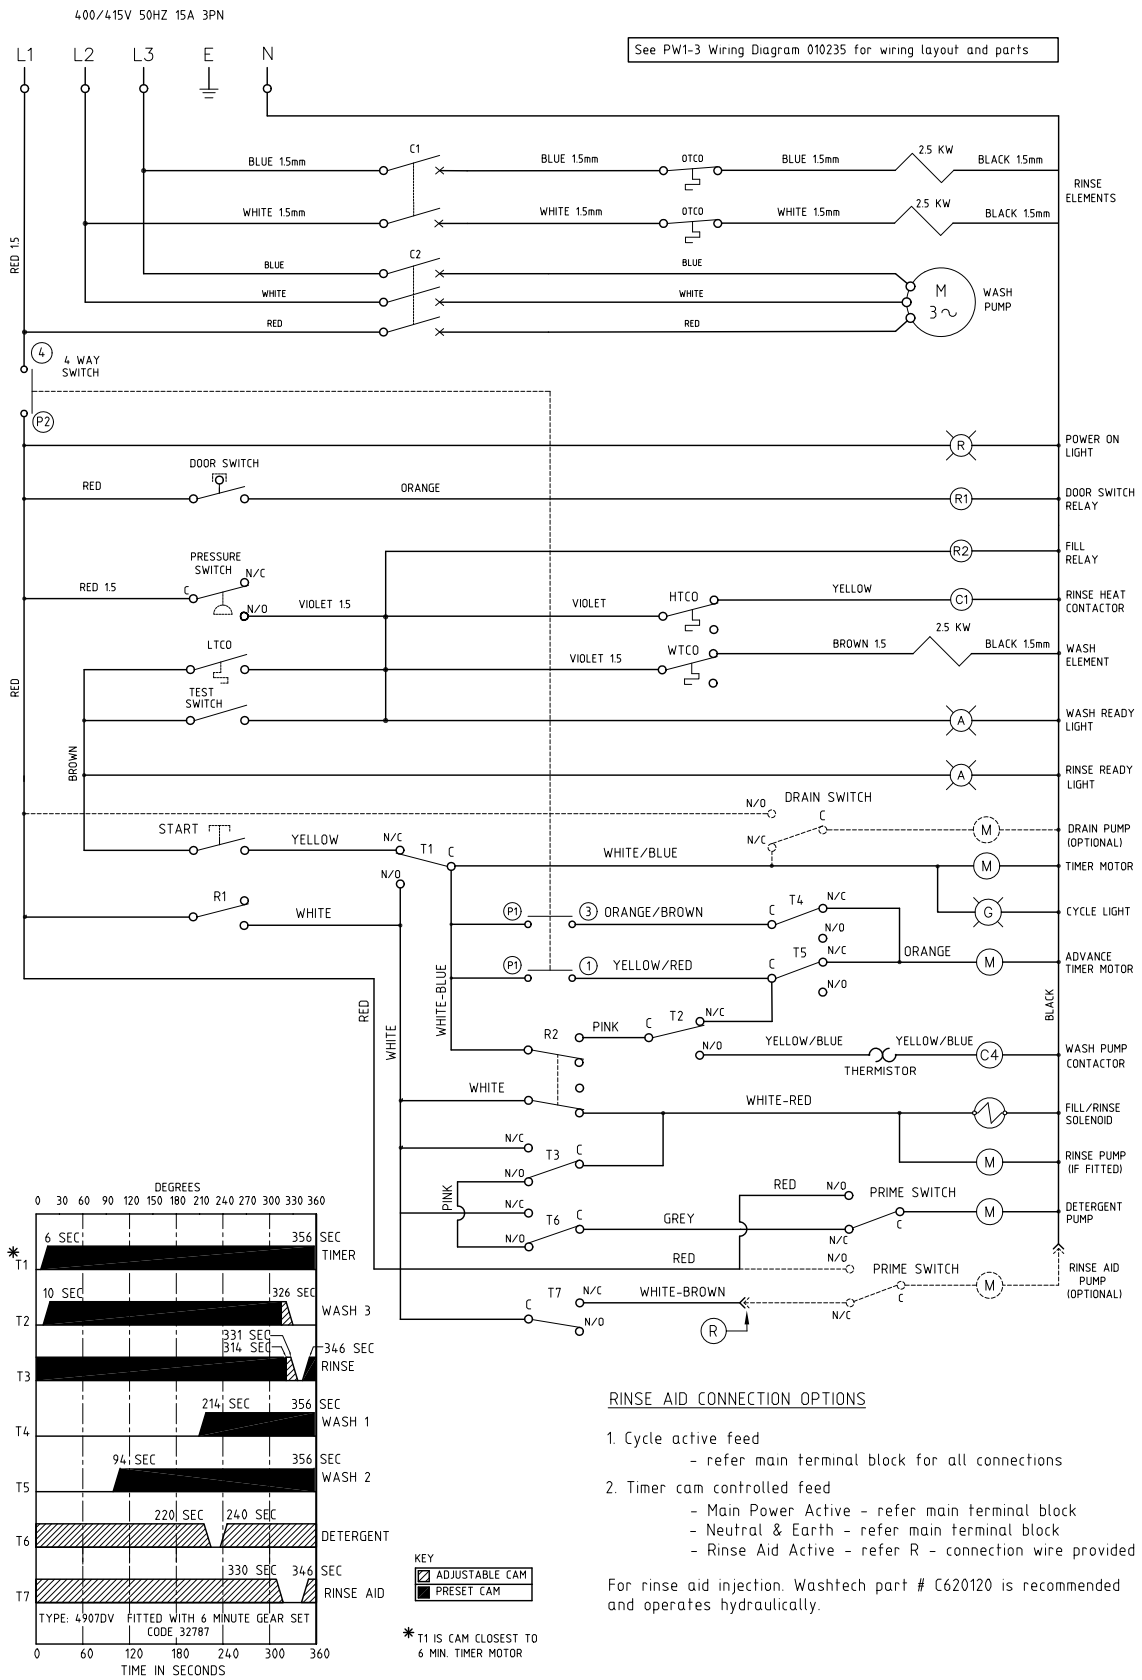 400/415V 50HZ 15A 3PN
L1 L2 L3 E N
See PW1-3 Wiring Diagram 010235 for wiring layout and parts
BLUE 1.5mm C1 BLUE 1.5mm OTCO BLUE 1.5mm 2.5 KW BLACK 1.5mm
RINSE
ELEMENTS
WHITE 1.5mm WHITE 1.5mm OTCO WHITE 1.5mm 2.5 KW BLACK 1.5mm
RED 1.5
BLUE C2 BLUE
WHITE WHITE
RED RED
M
3~
WASH
PUMP
4
4 WAY
SWITCH
P2
R
POWER ON
LIGHT
DOOR SWITCH
RED ORANGE R1
DOOR SWITCH
RELAY
R2
FILL
RELAY
PRESSURE
SWITCH
N/C
RED 1.5 C
N/O VIOLET 1.5 VIOLET HTCO YELLOW C1
RINSE HEAT
CONTACTOR
LTCO VIOLET 1.5 WTCO BROWN 1.5 2.5 KW BLACK 1.5mm
WASH
ELEMENT
RED
TEST
SWITCH
A
WASH READY
LIGHT
BROWN
A
RINSE READY
LIGHT
N/O DRAIN SWITCH
C
N/C
M
DRAIN PUMP
(OPTIONAL)
START YELLOW N/C T1 C WHITE/BLUE M TIMER MOTOR
N/O
R1 WHITE
P1 3 ORANGE/BROWN C T4 N/C G CYCLE LIGHT
N/O
P1 1 YELLOW/RED C T5 N/C ORANGE M
ADVANCE
TIMER MOTOR
N/O
WHITE-BLUE
RED
WHITE
BLACK
R2 PINK C T2 N/C
N/O YELLOW/BLUE YELLOW/BLUE C4
THERMISTOR
WASH PUMP
CONTACTOR
WHITE WHITE-RED
FILL/RINSE
SOLENOID
N/C T3 C
N/O
M
RINSE PUMP
(IF FITTED)
PINK
RED N/O PRIME SWITCH
N/C T6 C GREY N/C C M
N/O
DETERGENT
PUMP
RED N/O PRIME SWITCH
C T7 N/C WHITE-BROWN N/C C M
N/O
R
RINSE AID
PUMP
(OPTIONAL)
DEGREES
0 30 60 90 120 150 180 210 240 270 300 330 360
6 SEC 356 SEC
* T1 TIMER
10 SEC 326 SEC
T2 WASH 3
331 SEC
314 SEC 346 SEC
T3 RINSE
214 SEC 356 SEC
T4 WASH 1
94 SEC 356 SEC
T5 WASH 2
220 SEC 240 SEC
T6 DETERGENT
330 SEC 346 SEC
T7 RINSE AID
TYPE: 4907DV FITTED WITH 6 MINUTE GEAR SET
CODE 32787
0 60 120 180 240 300 360
TIME IN SECONDS
KEY
ADJUSTABLE CAM
PRESET CAM
* T1 IS CAM CLOSEST TO
6 MIN. TIMER MOTOR
RINSE AID CONNECTION OPTIONS
1. Cycle active feed
- refer main terminal block for all connections
2. Timer cam controlled feed
- Main Power Active - refer main terminal block
- Neutral & Earth - refer main terminal block
- Rinse Aid Active - refer R - connection wire provided
For rinse aid injection. Washtech part # C620120 is recommended
and operates hydraulically.